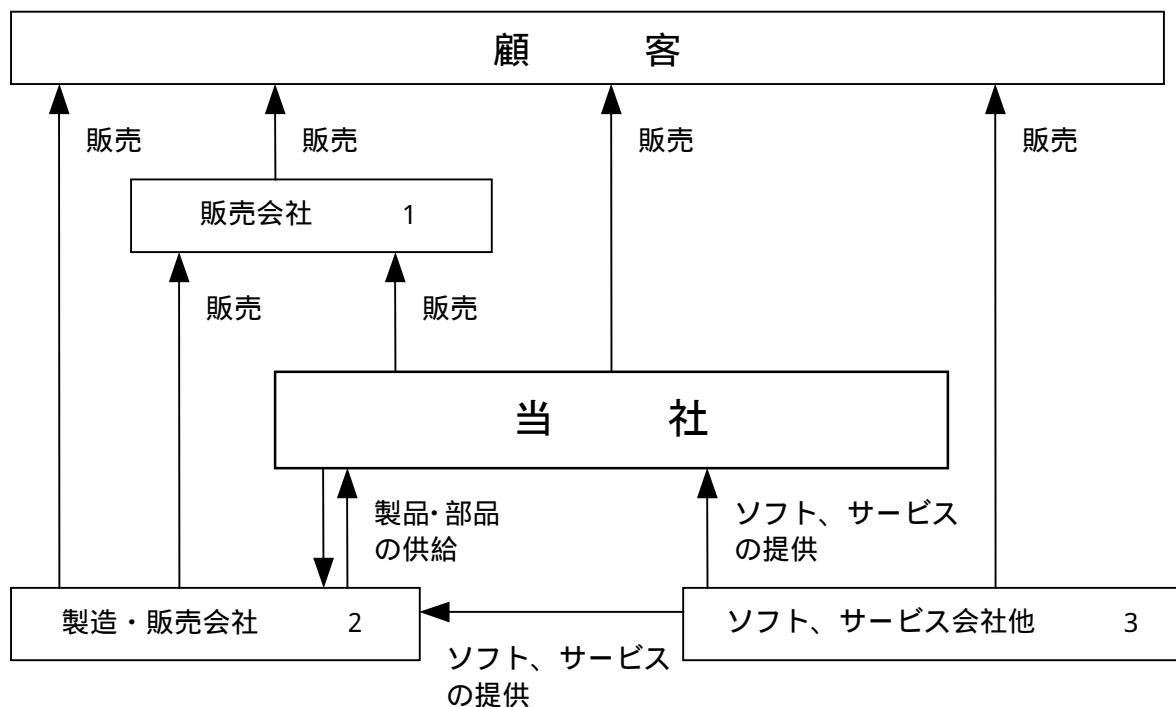 顧 客
販売 販売 販売 販売
販売会社 1
販売 販売
当 社
製品・部品
の供給
ソフト、サービス
の提供
製造・販売会社 2
ソフト、サービス会社他 3
ソフト、サービス
の提供